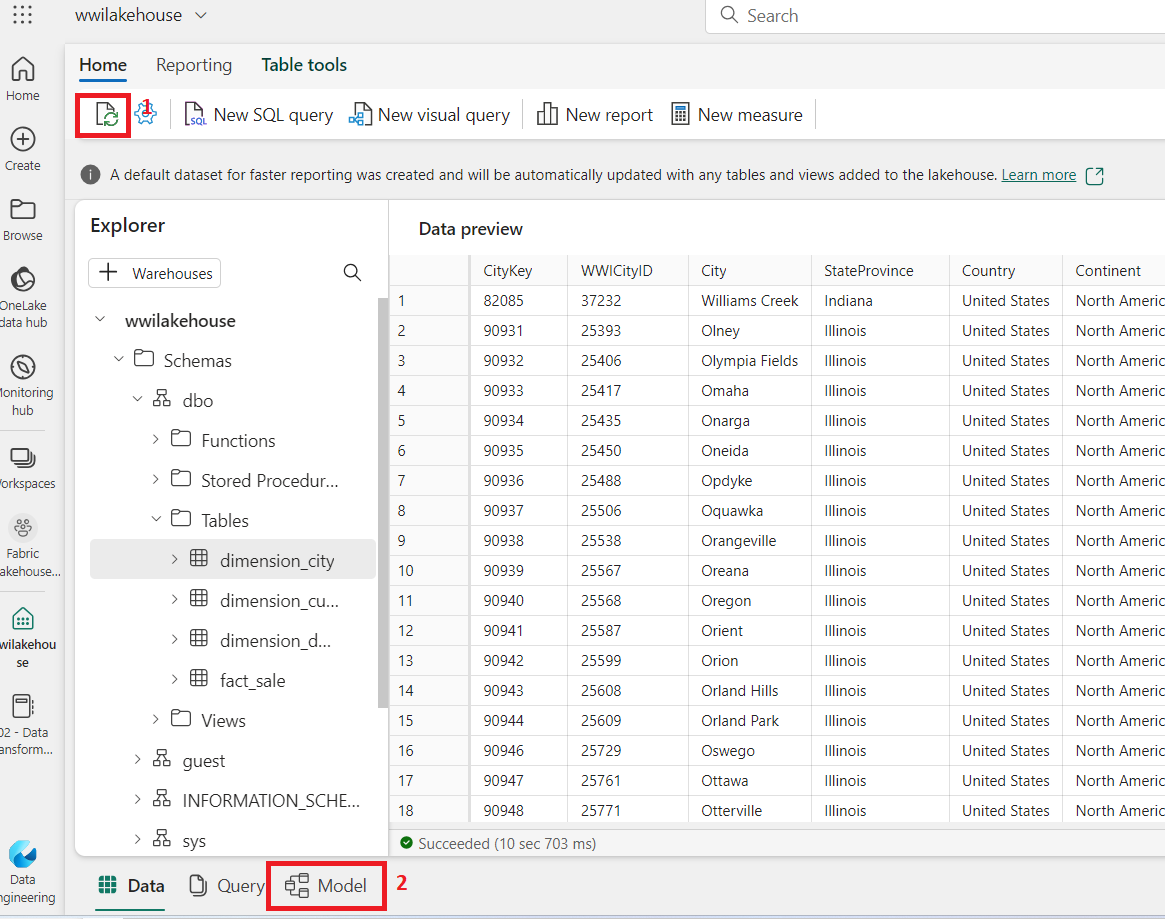 wwilakehouse
Search
Home
Create
Browse
OneLake
data hub
Monitoring
hub
Workspaces
Fabric
akehouse...
wilakehou
se
02 - Data
ransform...
Data
ngineering
Home Reporting Table tools
1
SQL New SQL query New visual query New report New measure
A default dataset for faster reporting was created and will be automatically updated with any tables and views added to the lakehouse. Learn more
Explorer
Warehouses
wwilakehouse
Schemas
dbo
Functions
Stored Procedur...
Tables
dimension_city
dimension_cu...
dimension_d...
fact_sale
Views
guest
INFORMATION_SCHE...
sys
Data preview
CityKey WWICityID City StateProvince Country Continent
1 82085 37232 Williams Creek Indiana United States North Americ
2 90931 25393 Olney Illinois United States North Americ
3 90932 25406 Olympia Fields Illinois United States North Americ
4 90933 25417 Omaha Illinois United States North Americ
5 90934 25435 Onarga Illinois United States North Americ
6 90935 25450 Oneida Illinois United States North Americ
7 90936 25488 Opdyke Illinois United States North Americ
8 90937 25506 Oquawka Illinois United States North Americ
9 90938 25538 Orangeville Illinois United States North Americ
10 90939 25567 Oreana Illinois United States North Americ
11 90940 25568 Oregon Illinois United States North Americ
12 90941 25587 Orient Illinois United States North Americ
13 90942 25599 Orion Illinois United States North Americ
14 90943 25608 Orland Hills Illinois United States North Americ
15 90944 25609 Orland Park Illinois United States North Americ
16 90946 25729 Oswego Illinois United States North Americ
17 90947 25761 Ottawa Illinois United States North Americ
18 90948 25771 Otterville Illinois United States North Americ
Succeeded (10 sec 703 ms)
Data Query Model 2